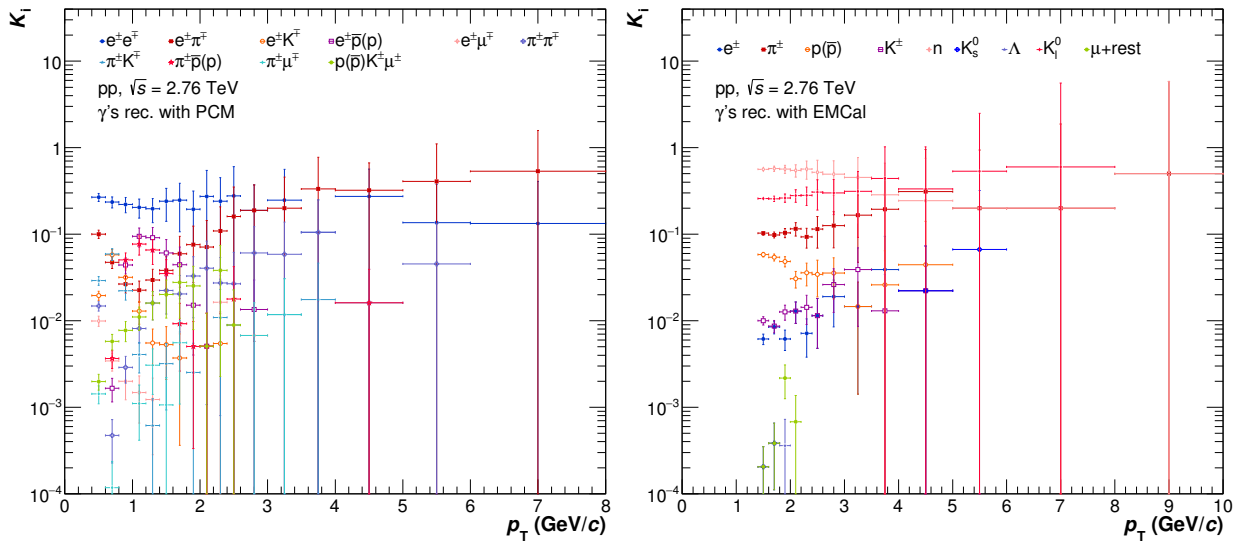 K_i
e±e∓ e±π∓ e±K∓ e±p̅(p) e±μ∓ π±π∓
π±K∓ π±p̅(p) π±μ∓ p(p̅)K±μ±
pp, √s = 2.76 TeV
γ's rec. with PCM
10
1
10⁻¹
10⁻²
10⁻³
10⁻⁴
0 1 2 3 4 5 6 7 8
p_T (GeV/c)
K_i
e± π± p(p̅) K± n K⁰_s Λ K⁰_l μ+rest
pp, √s = 2.76 TeV
γ's rec. with EMCal
10
1
10⁻¹
10⁻²
10⁻³
10⁻⁴
0 1 2 3 4 5 6 7 8 9 10
p_T (GeV/c)